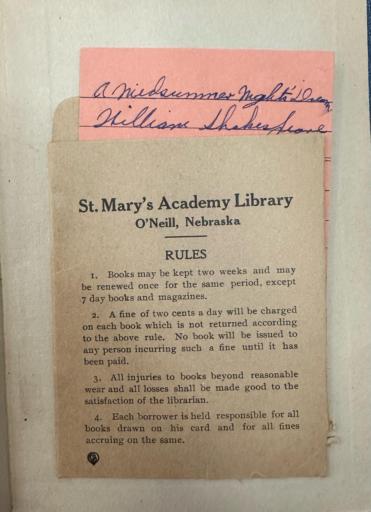 A Midsummer Night's Dream
William Shakespeare
St. Mary's Academy Library
O'Neill, Nebraska
RULES
1. Books may be kept two weeks and may
be renewed once for the same period, except
7 day books and magazines.
2. A fine of two cents a day will be charged
on each book which is not returned according
to the above rule. No book will be issued to
any person incurring such a fine until it has
been paid.
3. All injuries to books beyond reasonable
wear and all losses shall be made good to the
satisfaction of the librarian.
4. Each borrower is held responsible for all
books drawn on his card and for all fines
accruing on the same.